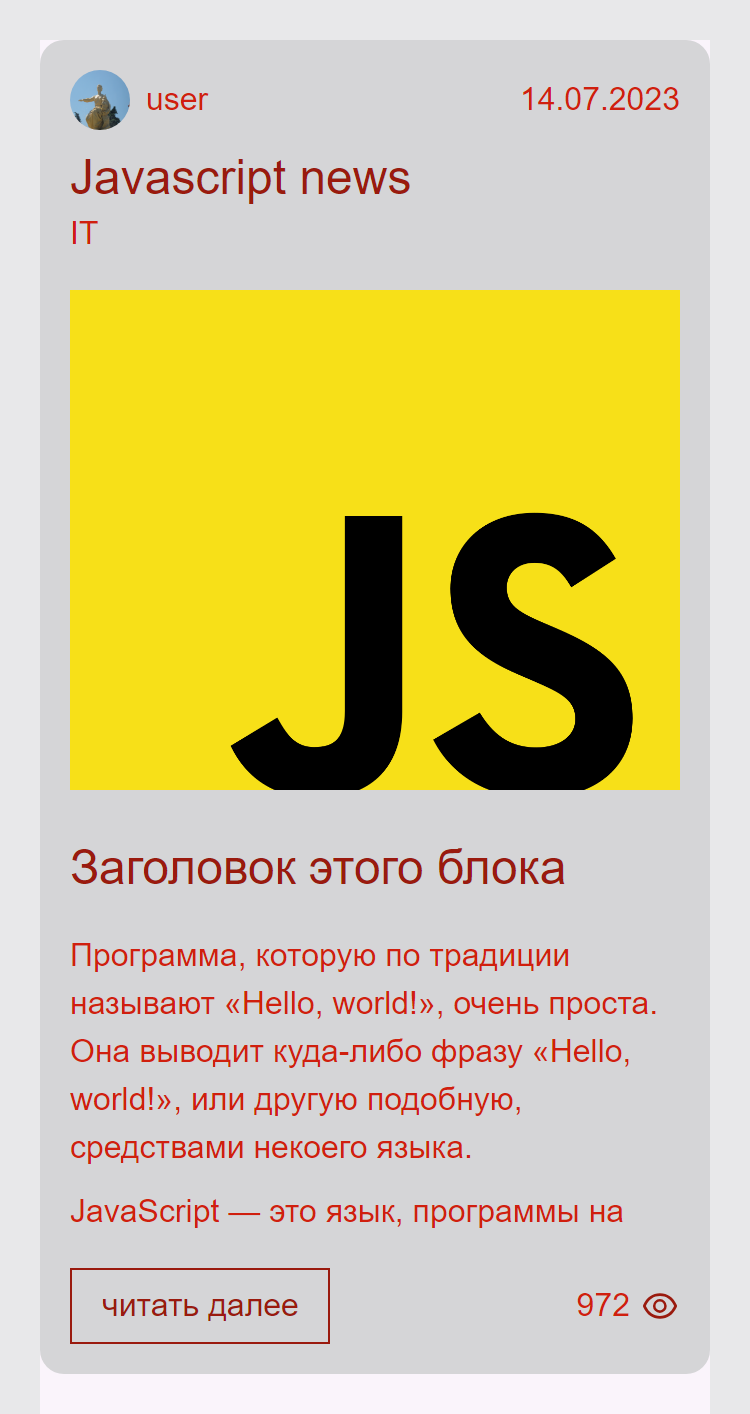 user
14.07.2023
Javascript news
IT
JS
Заголовок этого блока
Программа, которую по традиции
называют «Hello, world!», очень проста.
Она выводит куда-либо фразу «Hello,
world!», или другую подобную,
средствами некоего языка.
JavaScript — это язык, программы на
читать далее
972